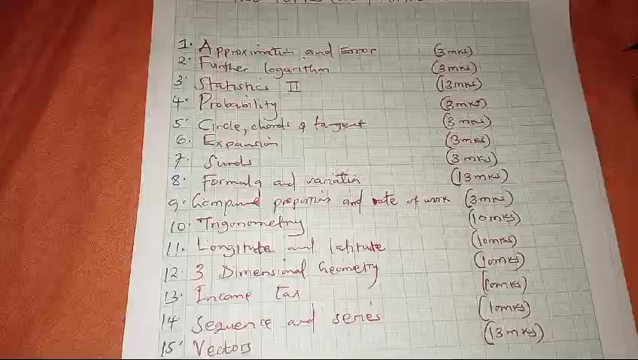 1. Approximation and Error (3mks)
2. Further logarithm (3mks)
3. Statistics II (13mks)
4. Probability (3mks)
5. Circle, chords & tangent (3mks)
6. Expansion (3mks)
7. Surds (3mks)
8. Formula and variation (13mks)
9. Compound proportion and rate of work (3mks)
10. Trigonometry (10mks)
11. Longitute and latitute (10mks)
12. 3 Dimensional Geometry (10mks)
13. Income tax (10mks)
14 Sequence and series (10mks)
15. Vectors (13mks)